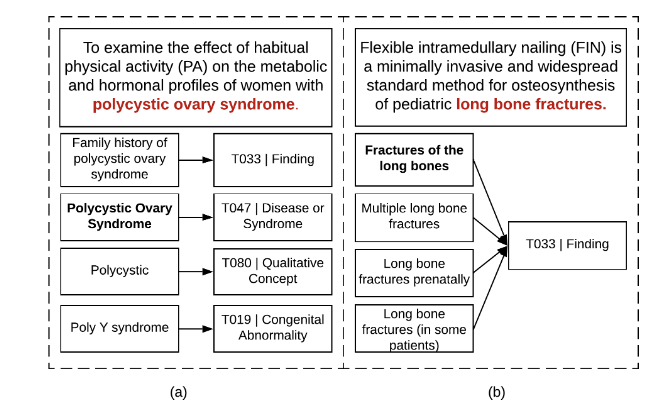 To examine the effect of habitual
physical activity (PA) on the metabolic
and hormonal profiles of women with
polycystic ovary syndrome.
Family history of
polycystic ovary
syndrome
T033 | Finding
Polycystic Ovary
Syndrome
T047 | Disease or
Syndrome
Polycystic
T080 | Qualitative
Concept
Poly Y syndrome
T019 | Congenital
Abnormality
(a)
Flexible intramedullary nailing (FIN) is
a minimally invasive and widespread
standard method for osteosynthesis
of pediatric long bone fractures.
Fractures of the
long bones
Multiple long bone
fractures
Long bone
fractures prenatally
Long bone
fractures (in some
patients)
T033 | Finding
(b)